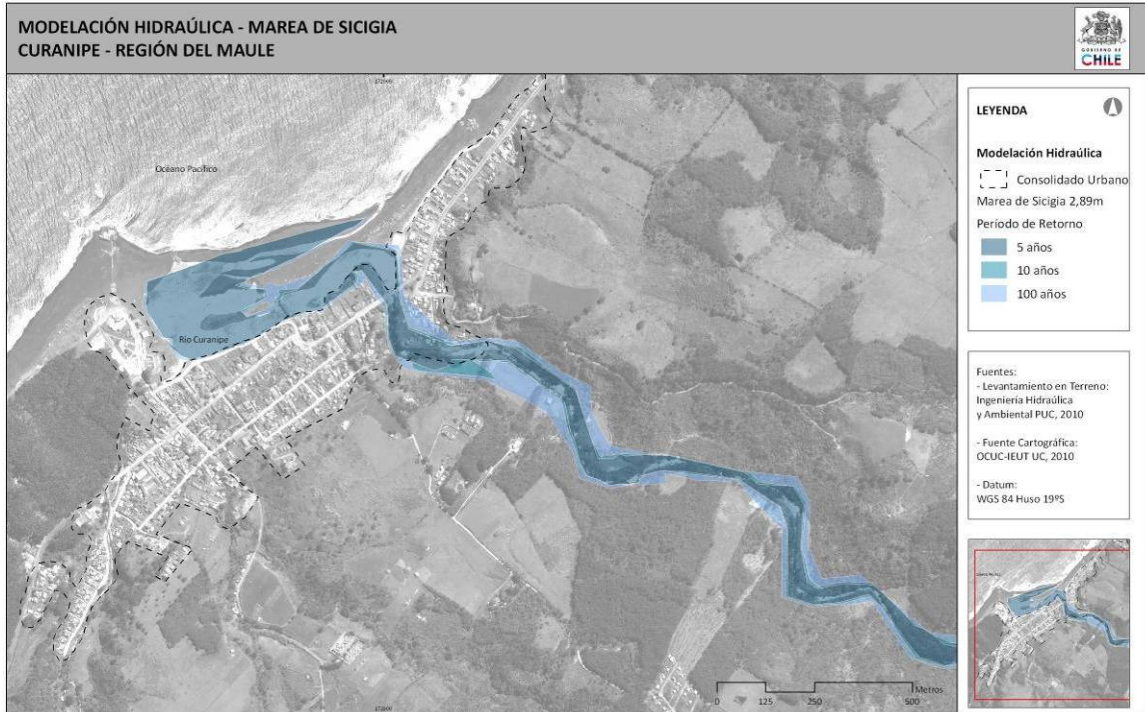 MODELACIÓN HIDRAÚLICA - MAREA DE SICIGIA
CURANIPE - REGIÓN DEL MAULE
GOBIERNO DE
CHILE
Océano Pacífico
Río Curanipe
LEYENDA
Modelación Hidraúlica
Consolidado Urbano
Marea de Sicigia 2,89m
Período de Retorno
5 años
10 años
100 años
Fuentes:
- Levantamiento en Terreno:
Ingeniería Hidráulica
y Ambiental PUC, 2010
- Fuente Cartográfica:
OCUC-IEUT UC, 2010
- Datum:
WGS 84 Huso 19ºS
Metros
0 125 250 500